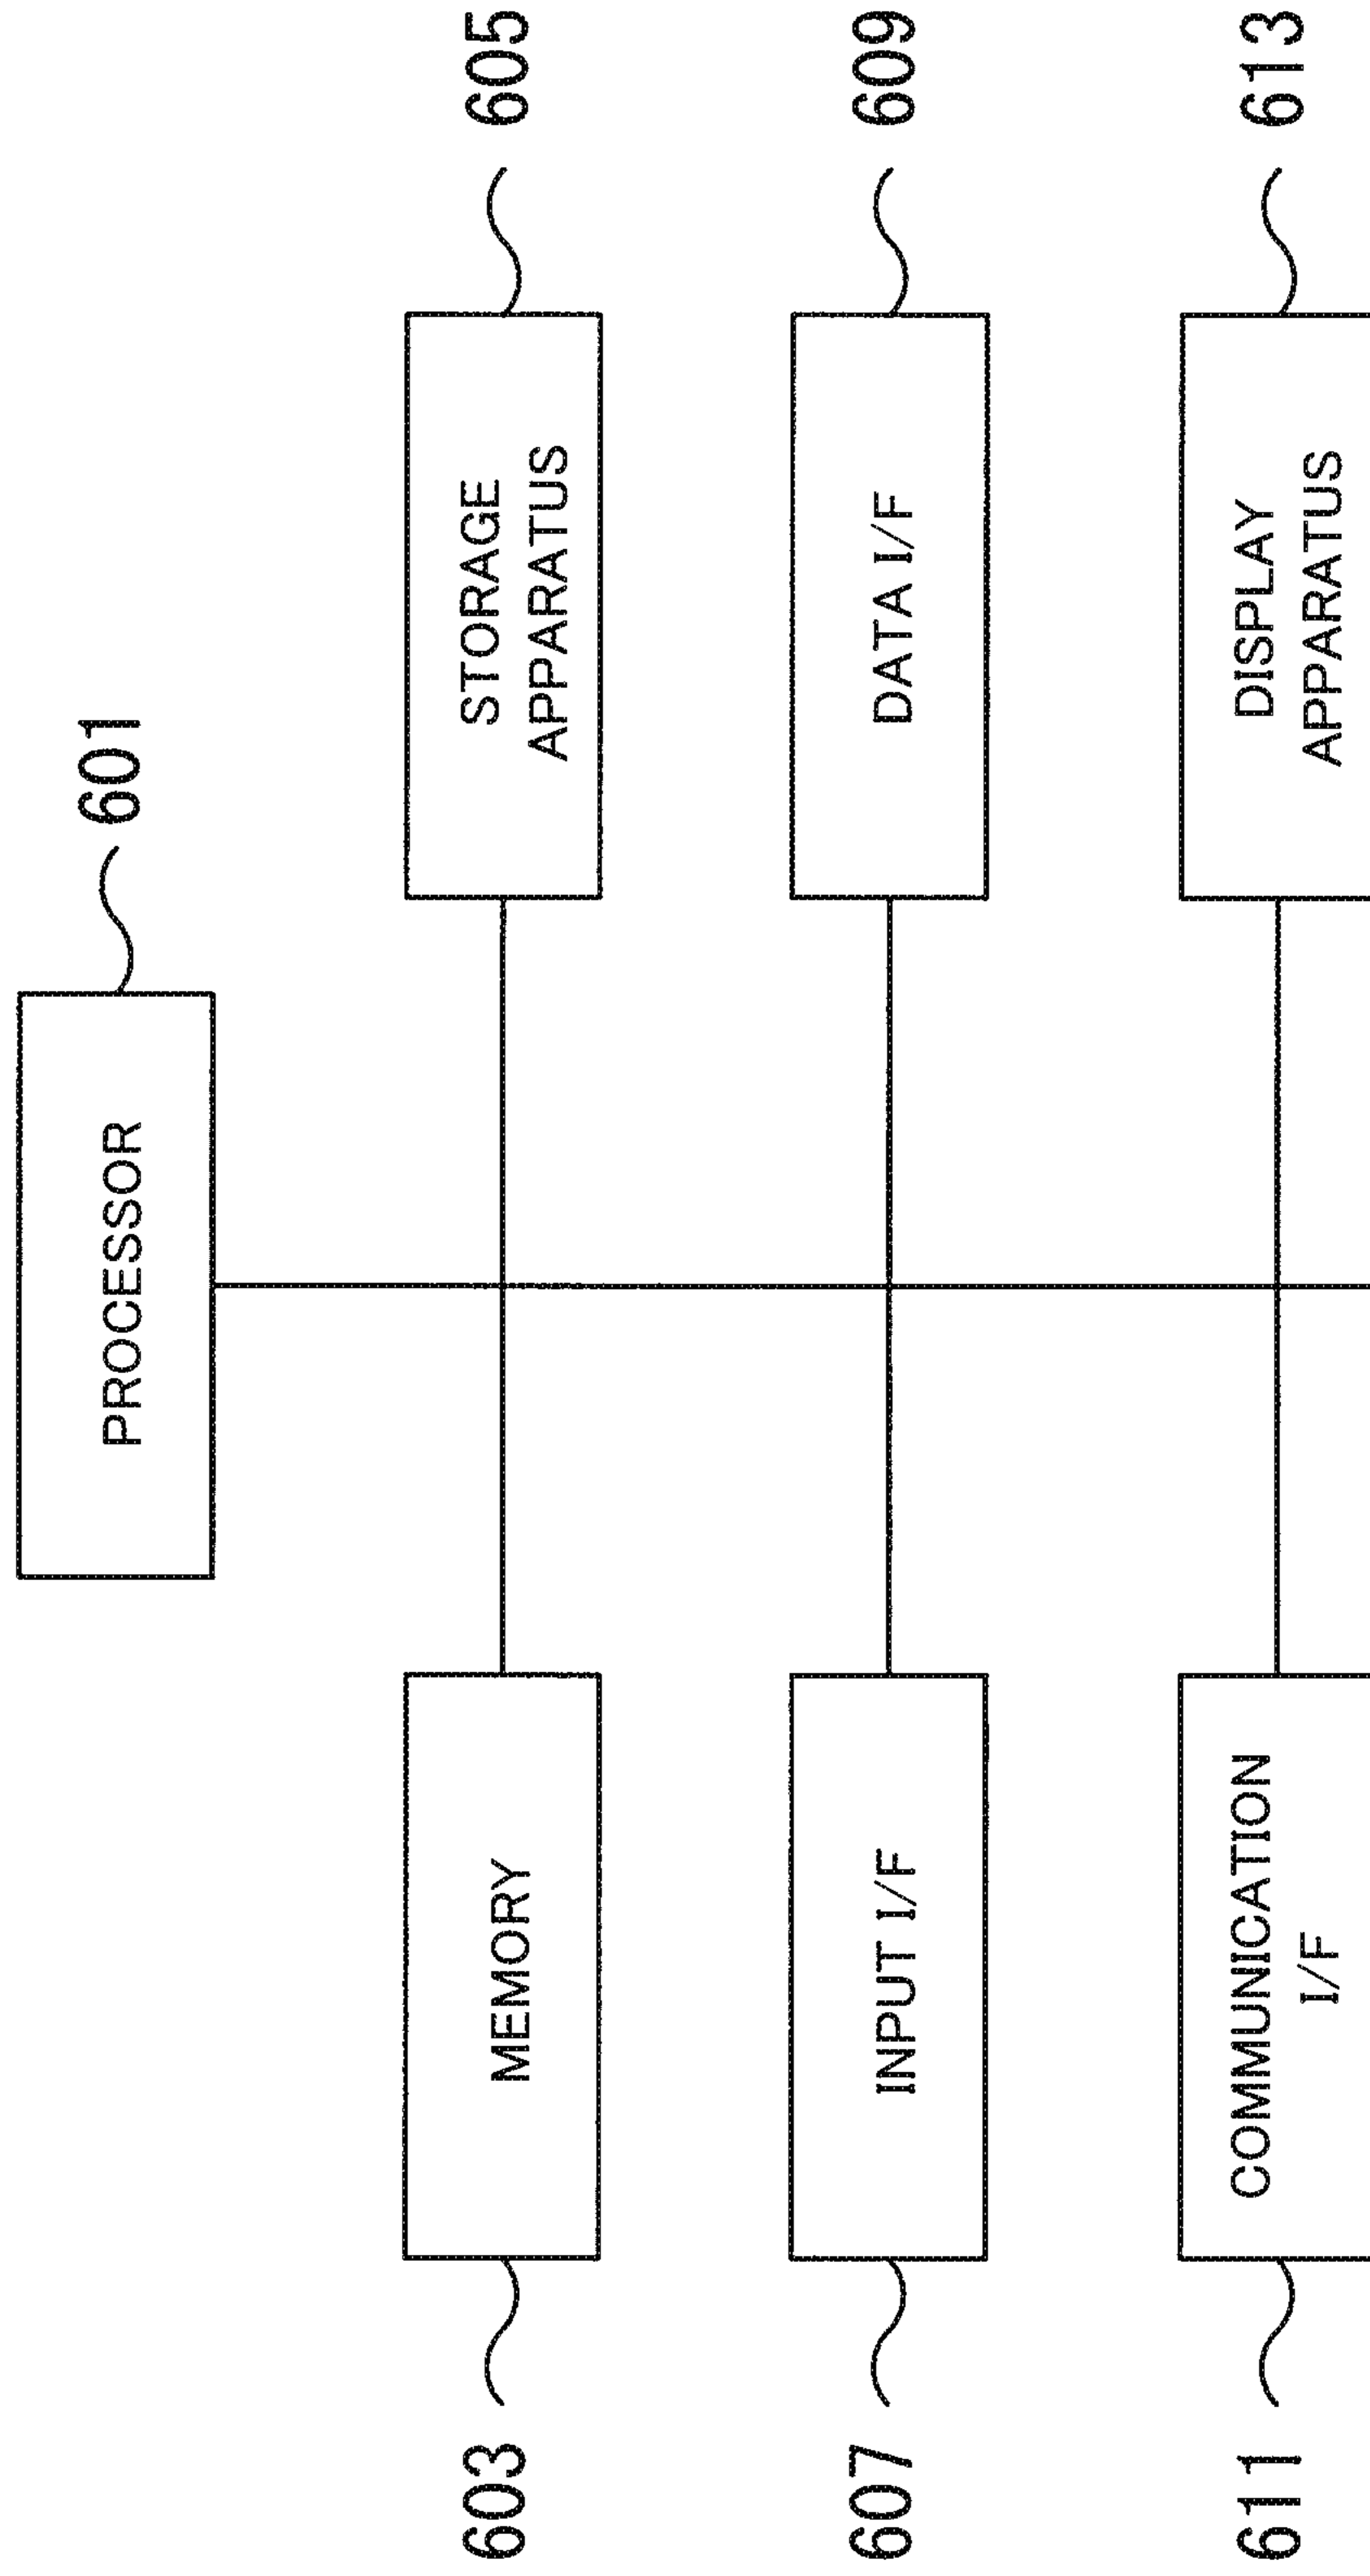 PROCESSOR
601
MEMORY
603
STORAGE
APPARATUS
605
INPUT I/F
607
DATA I/F
609
COMMUNICATION
I/F
611
DISPLAY
APPARATUS
613